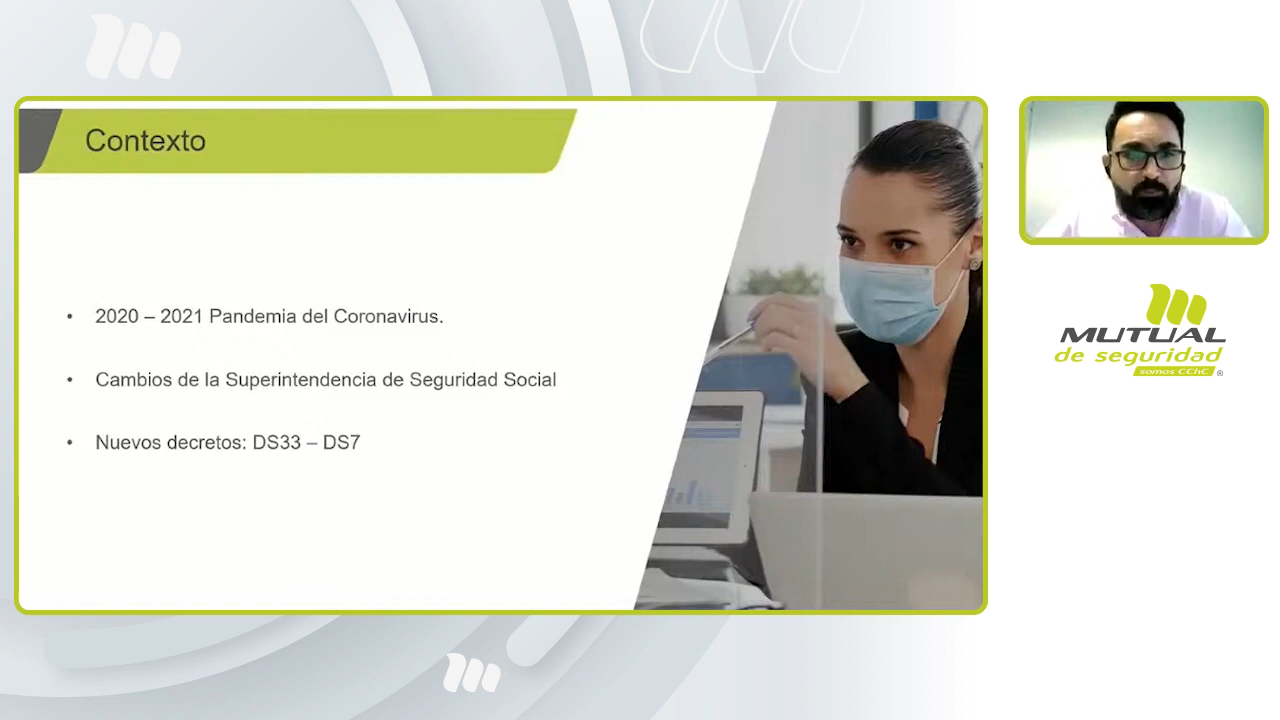 Contexto
• 2020 – 2021 Pandemia del Coronavirus.
• Cambios de la Superintendencia de Seguridad Social
• Nuevos decretos: DS33 – DS7
MUTUAL
de seguridad
somos CChC ®